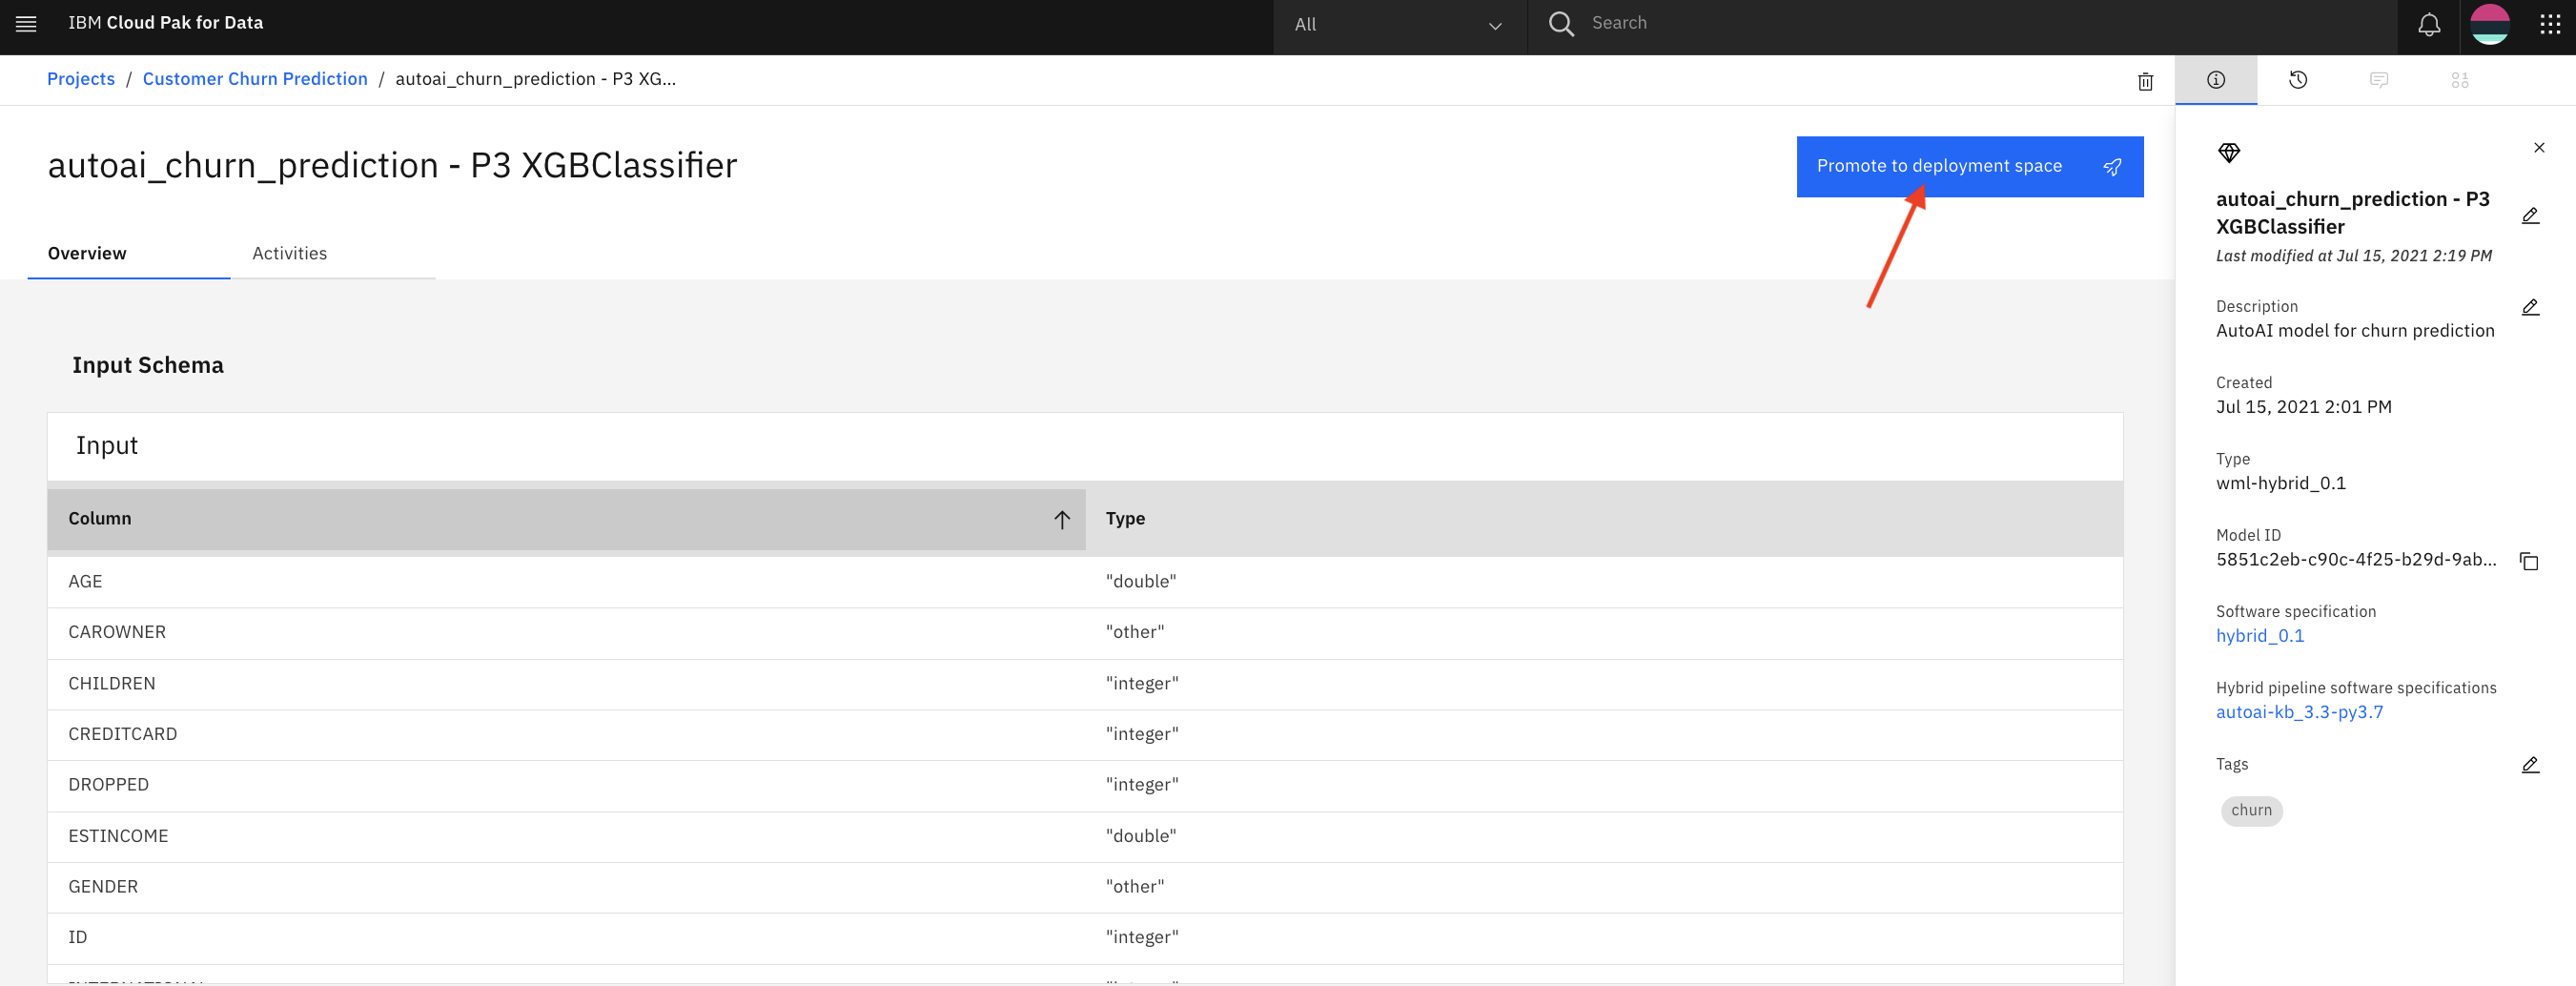 IBM Cloud Pak for Data
All
Search
Projects / Customer Churn Prediction / autoai_churn_prediction - P3 XG...
autoai_churn_prediction - P3 XGBClassifier
Promote to deployment space
Overview
Activities
Input Schema
Input
Column Type
AGE "double"
CAROWNER "other"
CHILDREN "integer"
CREDITCARD "integer"
DROPPED "integer"
ESTINCOME "double"
GENDER "other"
ID "integer"
autoai_churn_prediction - P3
XGBClassifier
Last modified at Jul 15, 2021 2:19 PM
Description
AutoAI model for churn prediction
Created
Jul 15, 2021 2:01 PM
Type
wml-hybrid_0.1
Model ID
5851c2eb-c90c-4f25-b29d-9ab...
Software specification
hybrid_0.1
Hybrid pipeline software specifications
autoai-kb_3.3-py3.7
Tags
churn